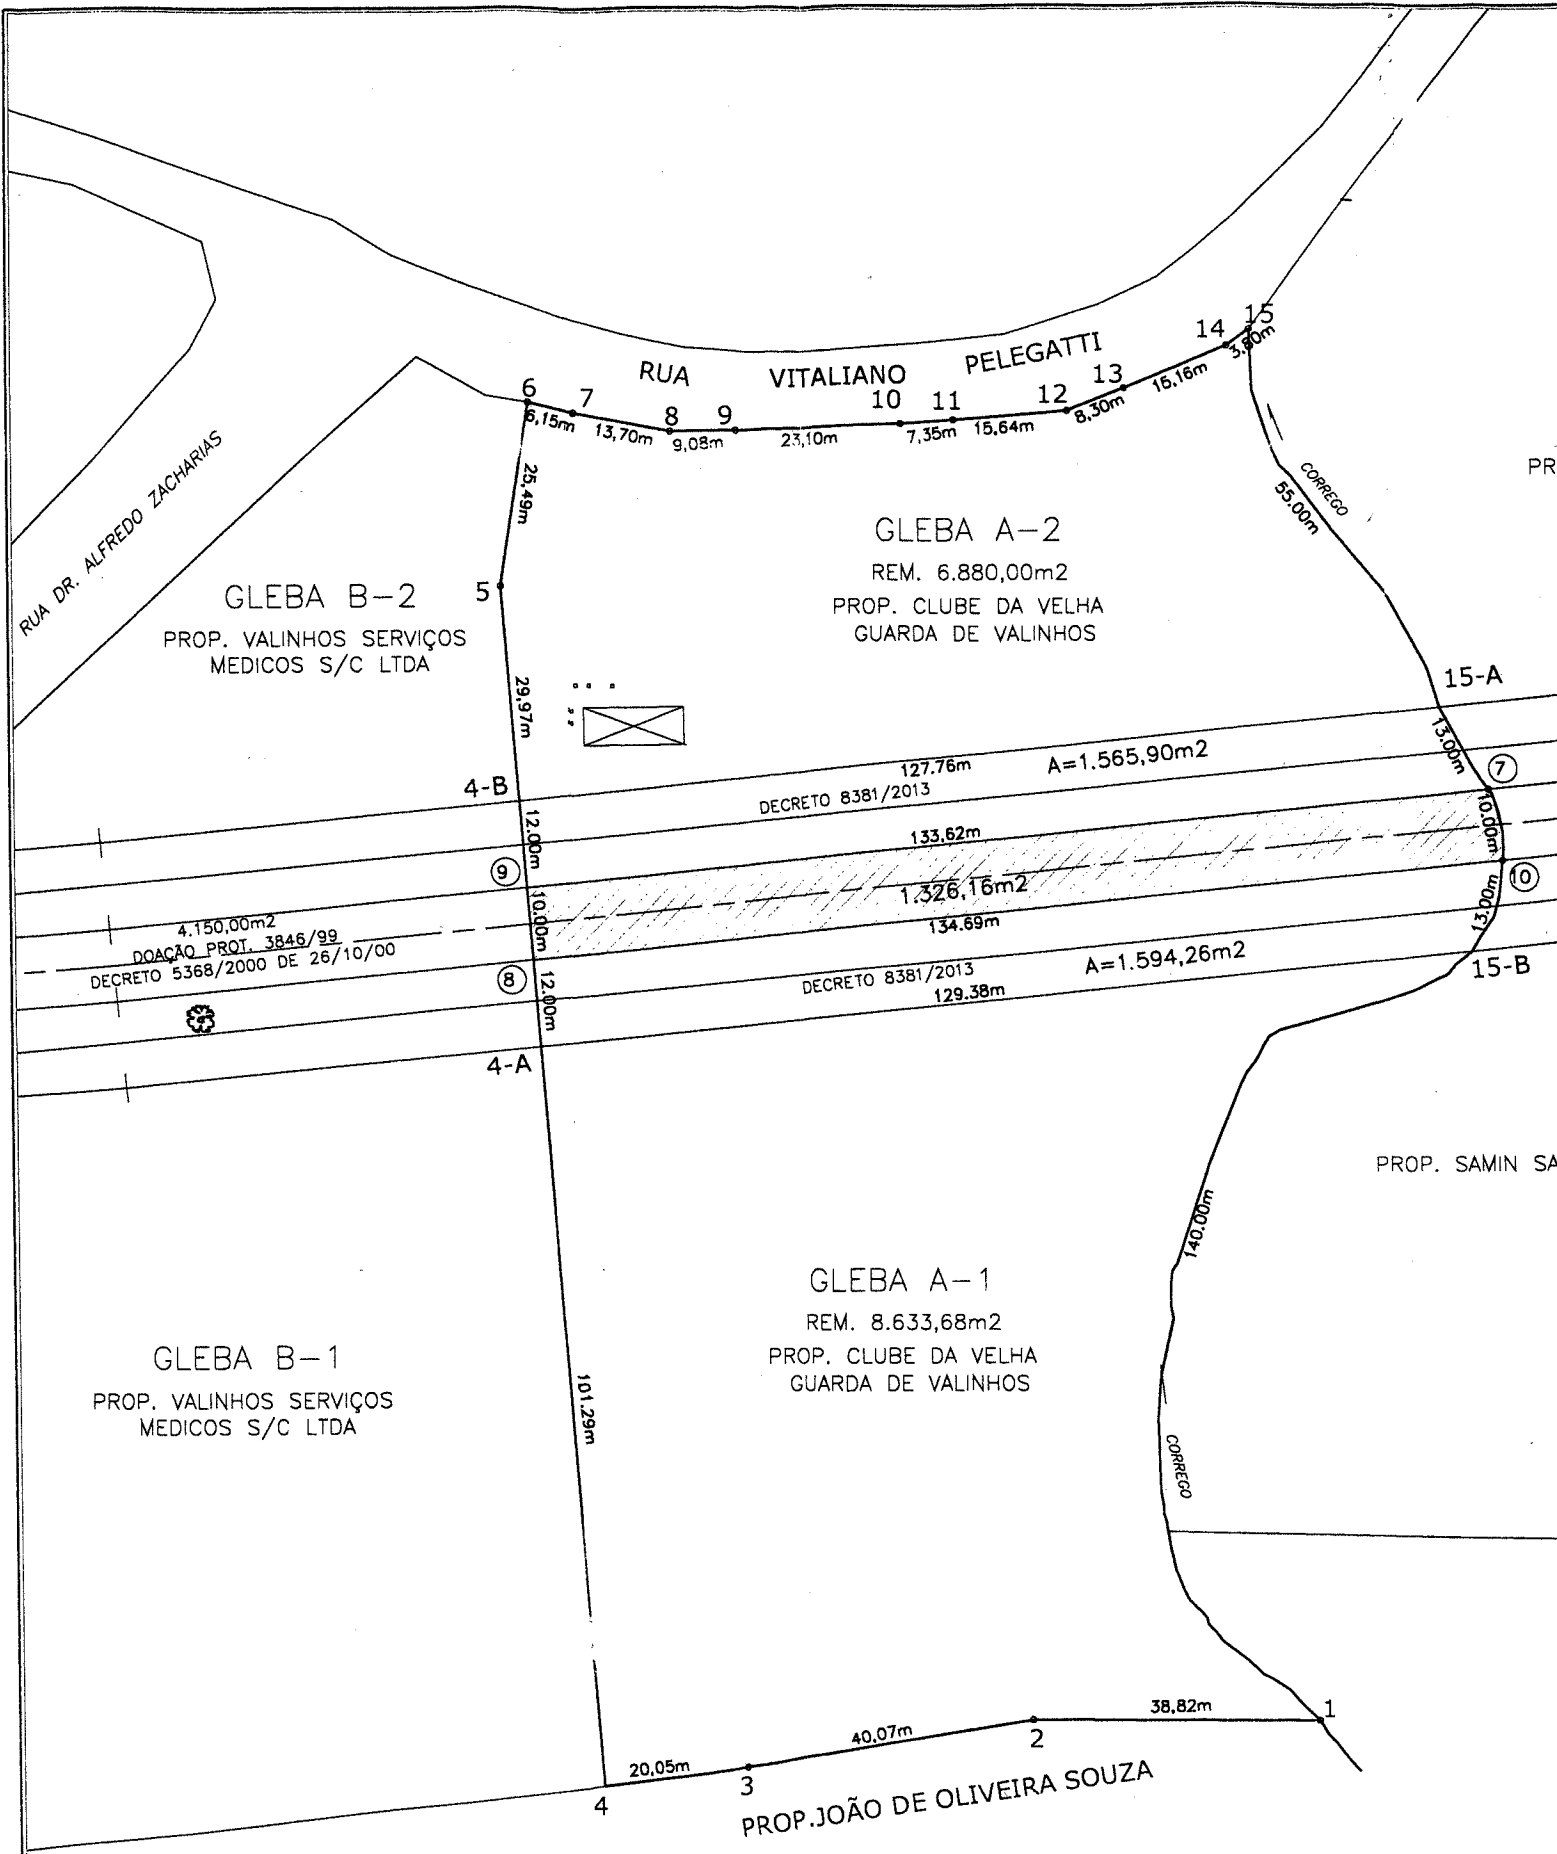 RUA VITALIANO PELEGATTI
6
7
8
9
10
11
12
13
14
15
6,15m
13,70m
9,08m
23,10m
7,35m
15,64m
8,30m
15,16m
3.80m
RUA DR. ALFREDO ZACHARIAS
25,49m
CORREGO
55.00m
PR
GLEBA A-2
REM. 6.880,00m2
PROP. CLUBE DA VELHA
GUARDA DE VALINHOS
5
GLEBA B-2
PROP. VALINHOS SERVIÇOS
MEDICOS S/C LTDA
29,97m
15-A
13.00m
4-B
127.76m
A=1.565,90m2
DECRETO 8381/2013
7
12.00m
133,62m
10.00m
9
1.326,16m2
10
10.00m
134.69m
13.00m
4.150,00m2
DOAÇÃO PROT. 3846/99
DECRETO 5368/2000 DE 26/10/00
8
12.00m
DECRETO 8381/2013
A=1.594,26m2
129.38m
15-B
4-A
PROP. SAMIN SA
140.00m
GLEBA A-1
REM. 8.633,68m2
PROP. CLUBE DA VELHA
GUARDA DE VALINHOS
GLEBA B-1
PROP. VALINHOS SERVIÇOS
MEDICOS S/C LTDA
101.29m
CORREGO
38,82m
1
40,07m
2
20,05m
3
4
PROP.JOÃO DE OLIVEIRA SOUZA